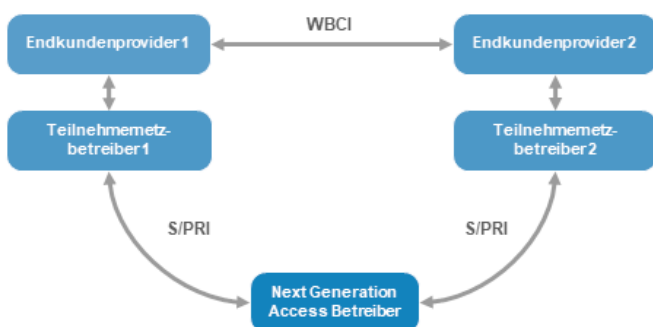 WBCI
Endkundenprovider1
Endkundenprovider2
Teilnehmernetz-
betreiber1
Teilnehmernetz-
betreiber2
S/PRI
S/PRI
Next Generation
Access Betreiber